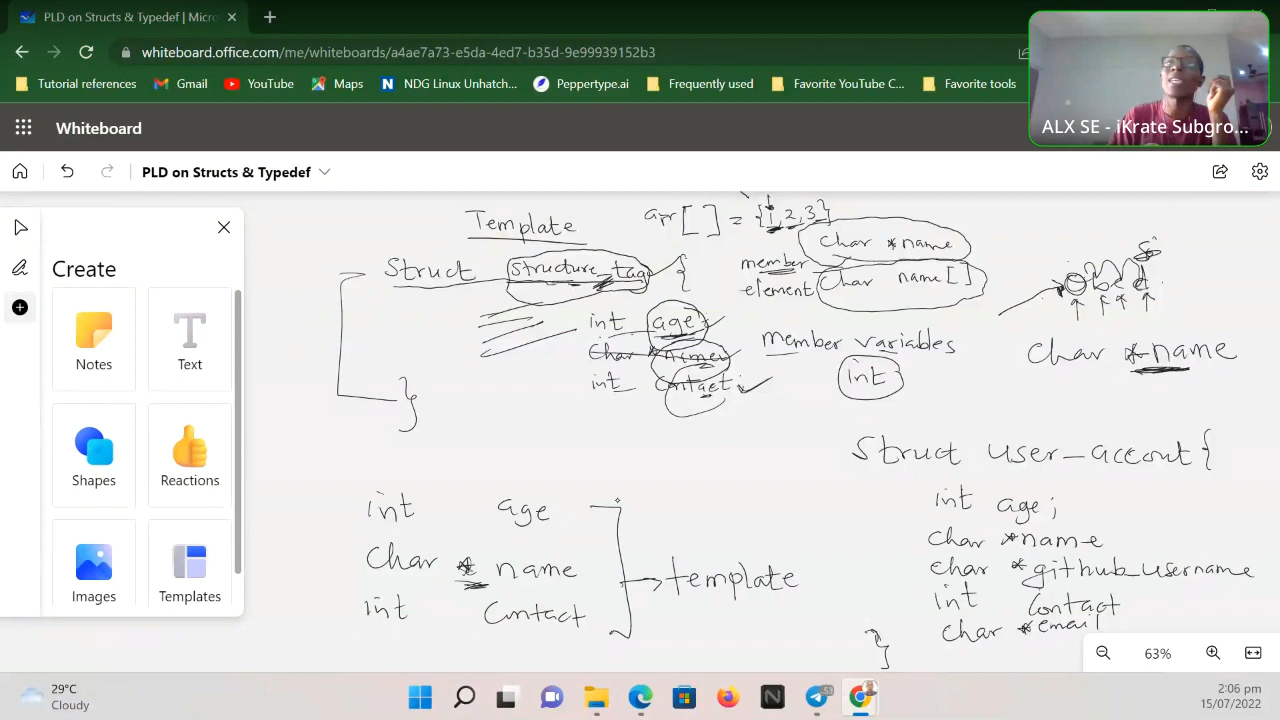 PLD on Structs & Typedef | Micro
whiteboard.office.com/me/whiteboards/a4ae7a73-e5da-4ed7-b35d-9e99939152b3
Tutorial references
Gmail
YouTube
Maps
NDG Linux Unhatch...
Peppertype.ai
Frequently used
Favorite YouTube C...
Favorite tools
ALX SE - iKrate Subgro...
Whiteboard
PLD on Structs & Typedef
Create
Notes
Text
Shapes
Reactions
Images
Templates
Template
arr[] = {1,2,3}
Struct structure_tag {
member
element
char *name
char name[]
int age;
char *name;
int contact;
}
member variables
int
char *name
int age
char * name
int contact
template
Struct user_accout {
int age;
char *name
char *github_username
int contact
char *email
}
63%
29°C
Cloudy
2:06 pm
15/07/2022